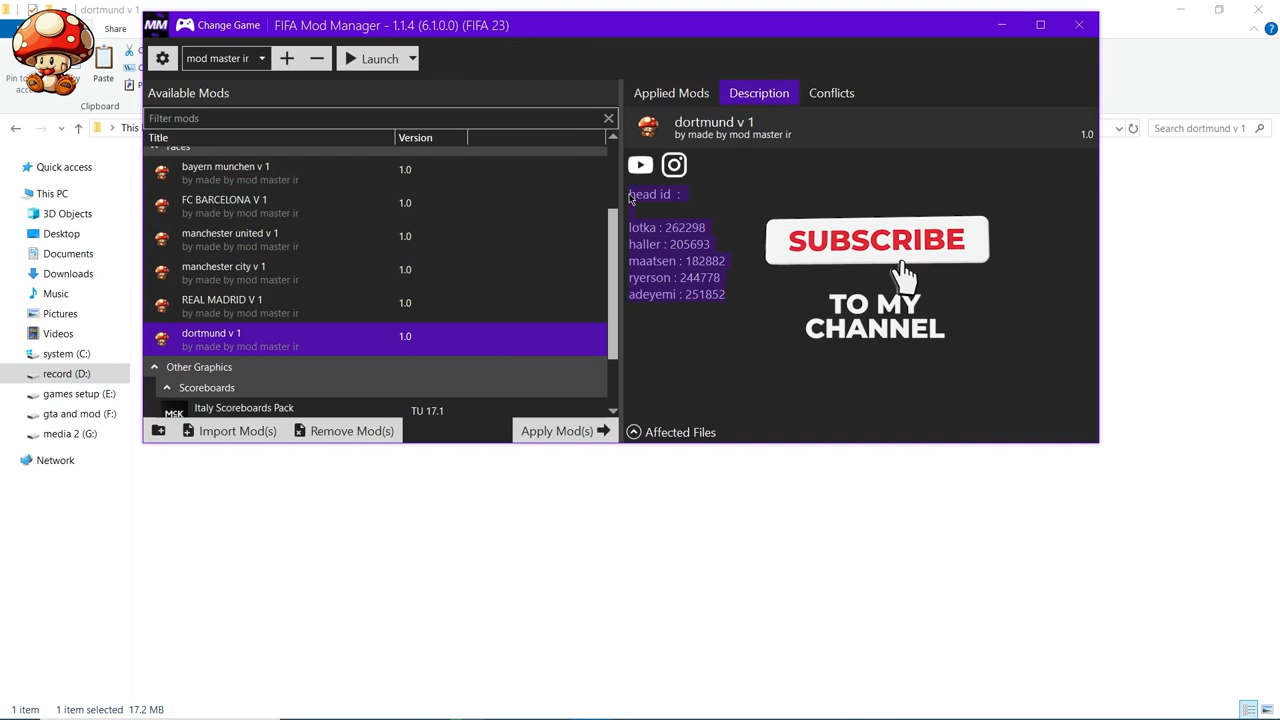 dortmund v 1
MM
Change Game
FIFA Mod Manager - 1.1.4 (6.1.0.0) (FIFA 23)
Share
mod master ir
Launch
Paste
Clipboard
Available Mods
Applied Mods
Description
Conflicts
Filter mods
Title
Version
This
Search dortmund v 1
dortmund v 1
by made by mod master ir
1.0
Faces
bayern munchen v 1
by made by mod master ir
1.0
FC BARCELONA V 1
by made by mod master ir
1.0
manchester united v 1
by made by mod master ir
1.0
manchester city v 1
by made by mod master ir
1.0
REAL MADRID V 1
by made by mod master ir
1.0
dortmund v 1
by made by mod master ir
1.0
Other Graphics
Scoreboards
Italy Scoreboards Pack
TU 17.1
McK
Import Mod(s)
Remove Mod(s)
Apply Mod(s)
head id :
lotka : 262298
haller : 205693
maatsen : 182882
ryerson : 244778
adeyemi : 251852
Affected Files
SUBSCRIBE
TO MY
CHANNEL
Quick access
This PC
3D Objects
Desktop
Documents
Downloads
Music
Pictures
Videos
system (C:)
record (D:)
games setup (E:)
gta and mod (F:)
media 2 (G:)
Network
1 item
1 item selected 17.2 MB